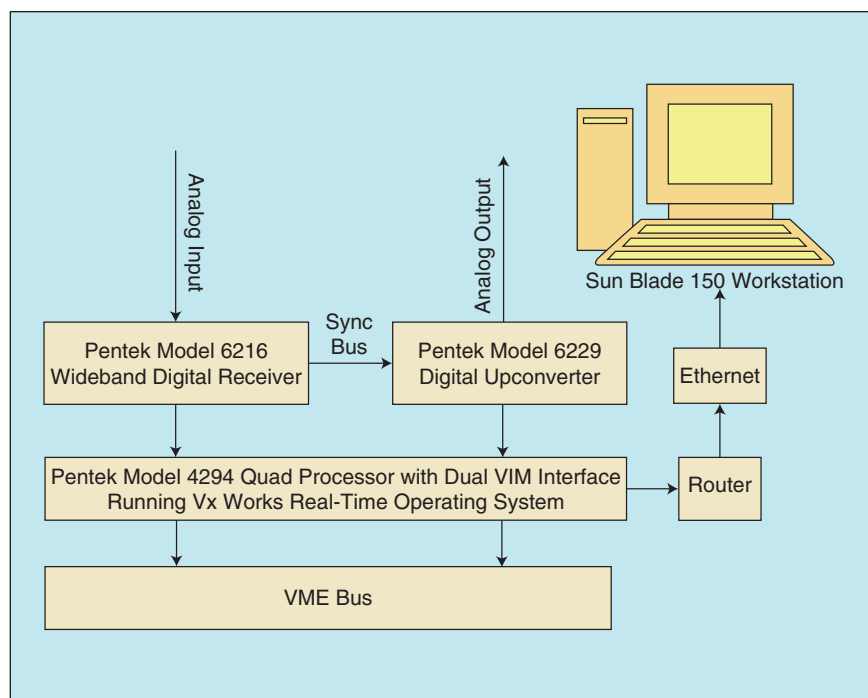 Analog Input
Analog Output
Sun Blade 150 Workstation
Sync
Bus
Pentek Model 6216
Wideband Digital Receiver
Pentek Model 6229
Digital Upconverter
Ethernet
Pentek Model 4294 Quad Processor with Dual VIM Interface
Running Vx Works Real-Time Operating System
Router
VME Bus